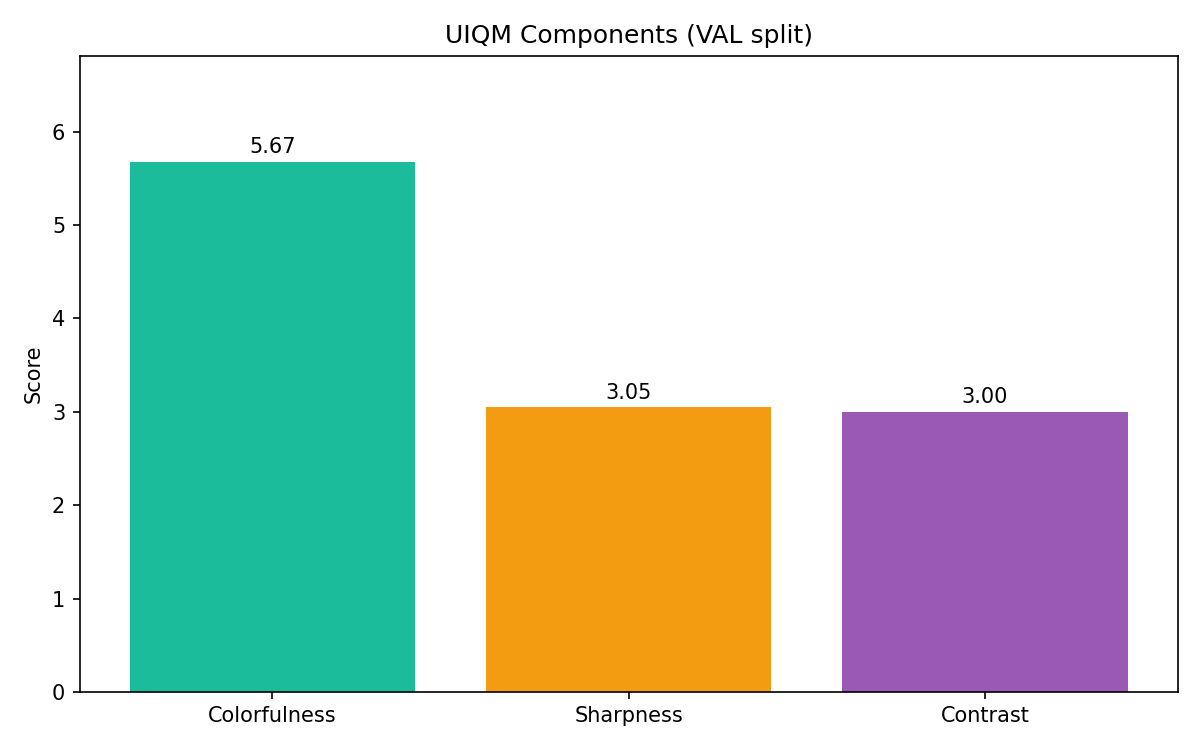 UIQM Components (VAL split)
Score
6
5
4
3
2
1
0
5.67
3.05
3.00
Colorfulness
Sharpness
Contrast